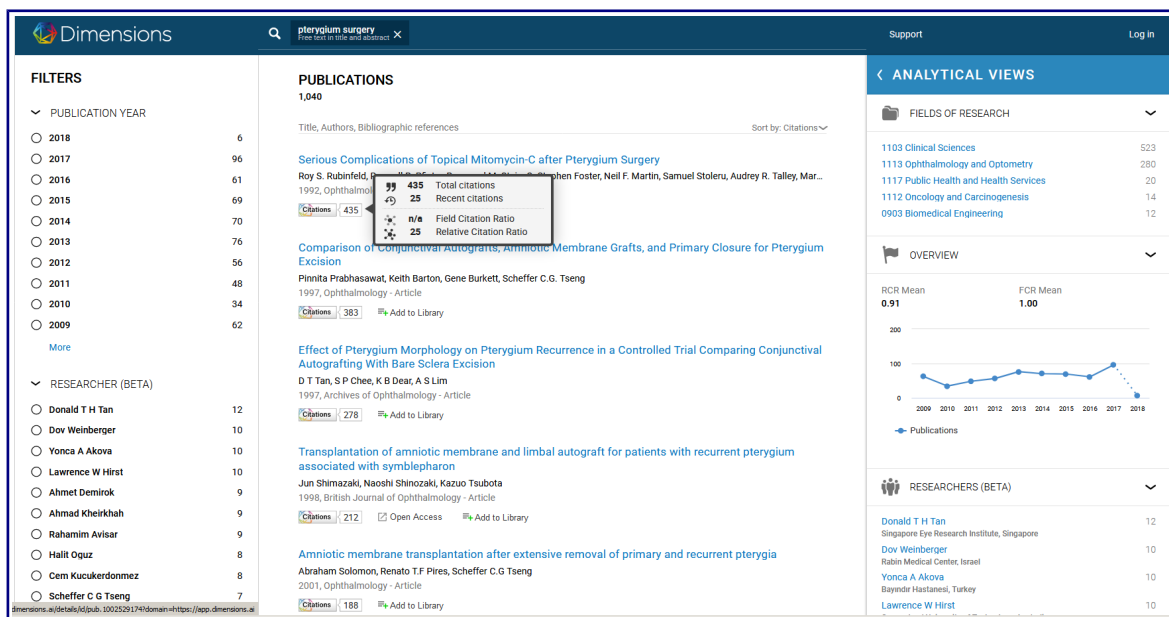 Dimensions
pterygium surgery
Free text in title and abstract
Support
Log in
FILTERS
PUBLICATION YEAR
2018 6
2017 96
2016 61
2015 69
2014 70
2013 76
2012 56
2011 48
2010 34
2009 62
More
RESEARCHER (BETA)
Donald T H Tan 12
Dov Weinberger 10
Yonca A Akova 10
Lawrence W Hirst 10
Ahmet Demirok 9
Ahmad Kheirkhah 9
Rahamim Avisar 9
Halit Oguz 8
Cem Kucukerdonmez 8
Scheffer C G Tseng 7
dimensions.ai/details/id/pub.1002529174?domain=https://app.dimensions.ai
PUBLICATIONS
1,040
Title, Authors, Bibliographic references
Sort by: Citations
Serious Complications of Topical Mitomycin-C after Pterygium Surgery
Roy S. Rubinfeld, Stephen Foster, Neil F. Martin, Samuel Stoleru, Audrey R. Talley, Mar...
1992, Ophthalmol
Citations 435
435 Total citations
25 Recent citations
n/a Field Citation Ratio
25 Relative Citation Ratio
Comparison of Conjunctival Autografts, Amniotic Membrane Grafts, and Primary Closure for Pterygium
Excision
Pinnita Prabhasawat, Keith Barton, Gene Burkett, Scheffer C.G. Tseng
1997, Ophthalmology - Article
Citations 383 Add to Library
Effect of Pterygium Morphology on Pterygium Recurrence in a Controlled Trial Comparing Conjunctival
Autografting With Bare Sclera Excision
D T Tan, S P Chee, K B Dear, A S Lim
1997, Archives of Ophthalmology - Article
Citations 278 Add to Library
Transplantation of amniotic membrane and limbal autograft for patients with recurrent pterygium
associated with symblepharon
Jun Shimazaki, Naoshi Shinozaki, Kazuo Tsubota
1998, British Journal of Ophthalmology - Article
Citations 212 Open Access Add to Library
Amniotic membrane transplantation after extensive removal of primary and recurrent pterygia
Abraham Solomon, Renato T.F Pires, Scheffer C.G Tseng
2001, Ophthalmology - Article
Citations 188 Add to Library
ANALYTICAL VIEWS
FIELDS OF RESEARCH
1103 Clinical Sciences 523
1113 Ophthalmology and Optometry 280
1117 Public Health and Health Services 20
1112 Oncology and Carcinogenesis 14
0903 Biomedical Engineering 12
OVERVIEW
RCR Mean FCR Mean
0.91 1.00
200
100
0
2009 2010 2011 2012 2013 2014 2015 2016 2017 2018
Publications
RESEARCHERS (BETA)
Donald T H Tan 12
Singapore Eye Research Institute, Singapore
Dov Weinberger 10
Rabin Medical Center, Israel
Yonca A Akova 10
Bayındır Hastanesi, Turkey
Lawrence W Hirst 10